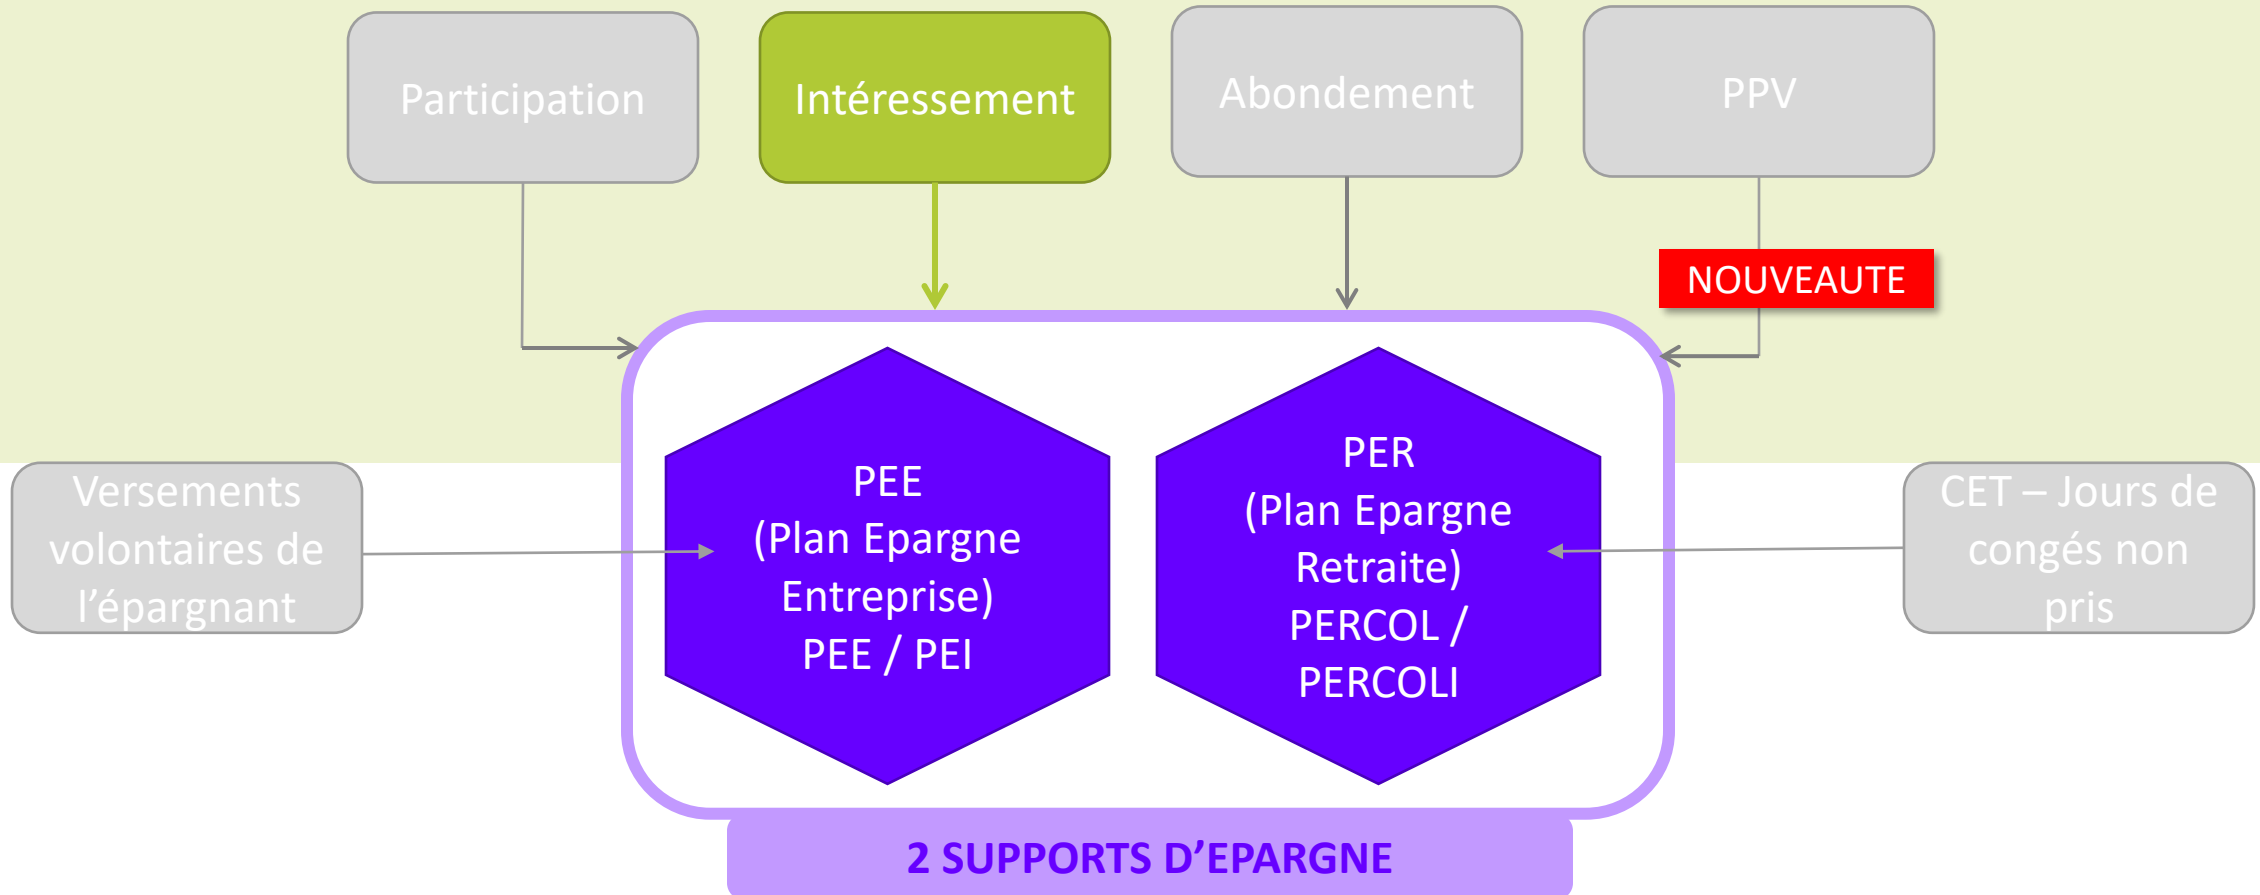 Participation
Intéressement
Abondement
PPV
NOUVEAUTE
Versements
volontaires de
l’épargnant
PEE
(Plan Epargne
Entreprise)
PEE / PEI
PER
(Plan Epargne
Retraite)
PERCOL /
PERCOLI
CET – Jours de
congés non
pris
2 SUPPORTS D’EPARGNE